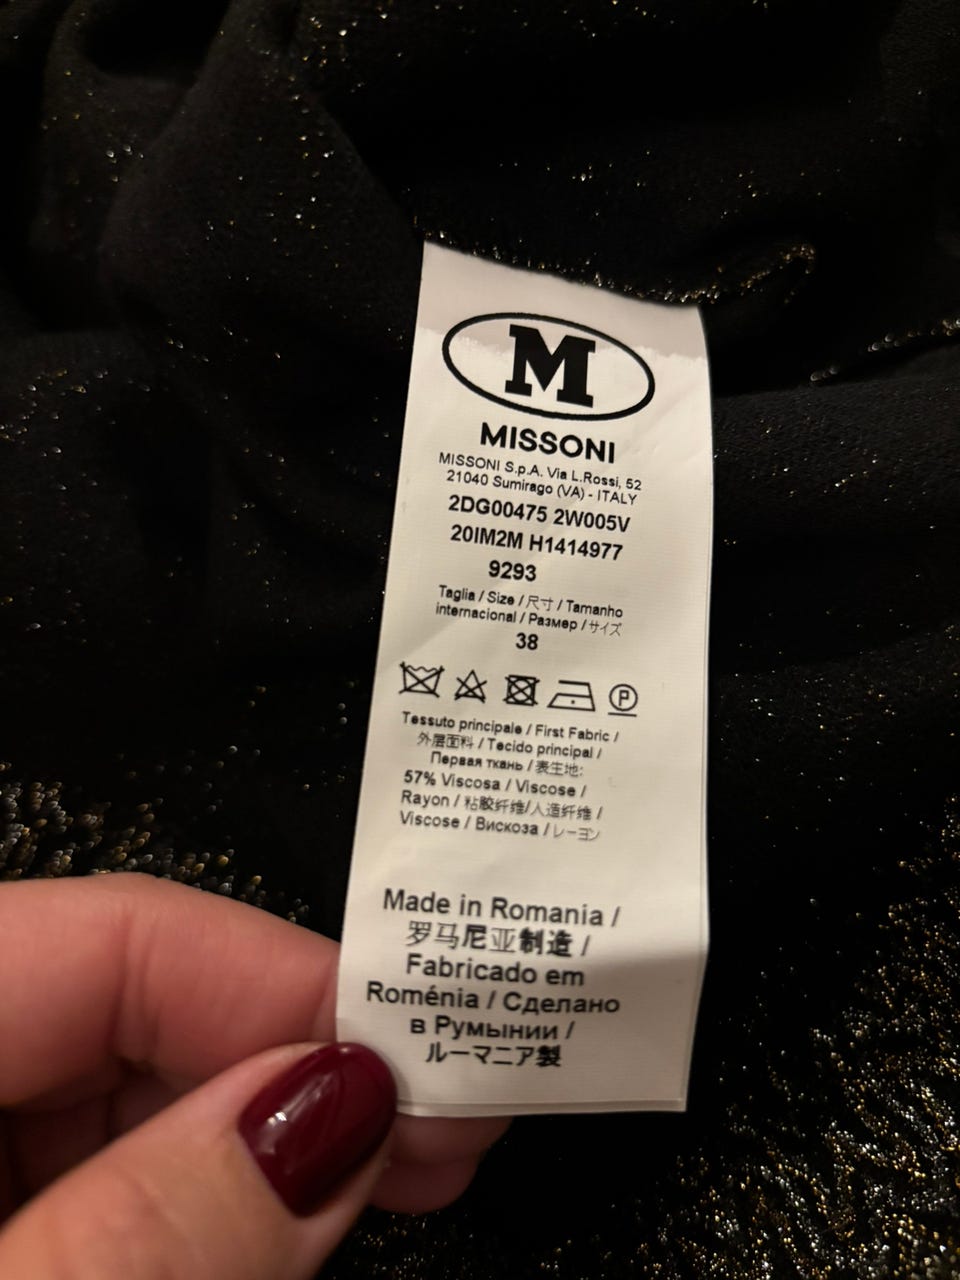 M
MISSONI
MISSONI S.p.A. Via L.Rossi, 52
21040 Sumirago (VA) - ITALY
2DG00475 2W005V
20IM2M H1414977
9293
Taglia / Size / 尺寸 / Tamanho
internacional / Размер / サイズ
38
P
Tessuto principale / First Fabric /
外层面料 / Tecido principal /
Первая ткань / 表生地:
57% Viscosa / Viscose /
Rayon / 粘胶纤维/人造纤维 /
Viscose / Вискоза / レーヨン
Made in Romania /
罗马尼亚制造 /
Fabricado em
Roménia / Сделано
в Румынии /
ルーマニア製